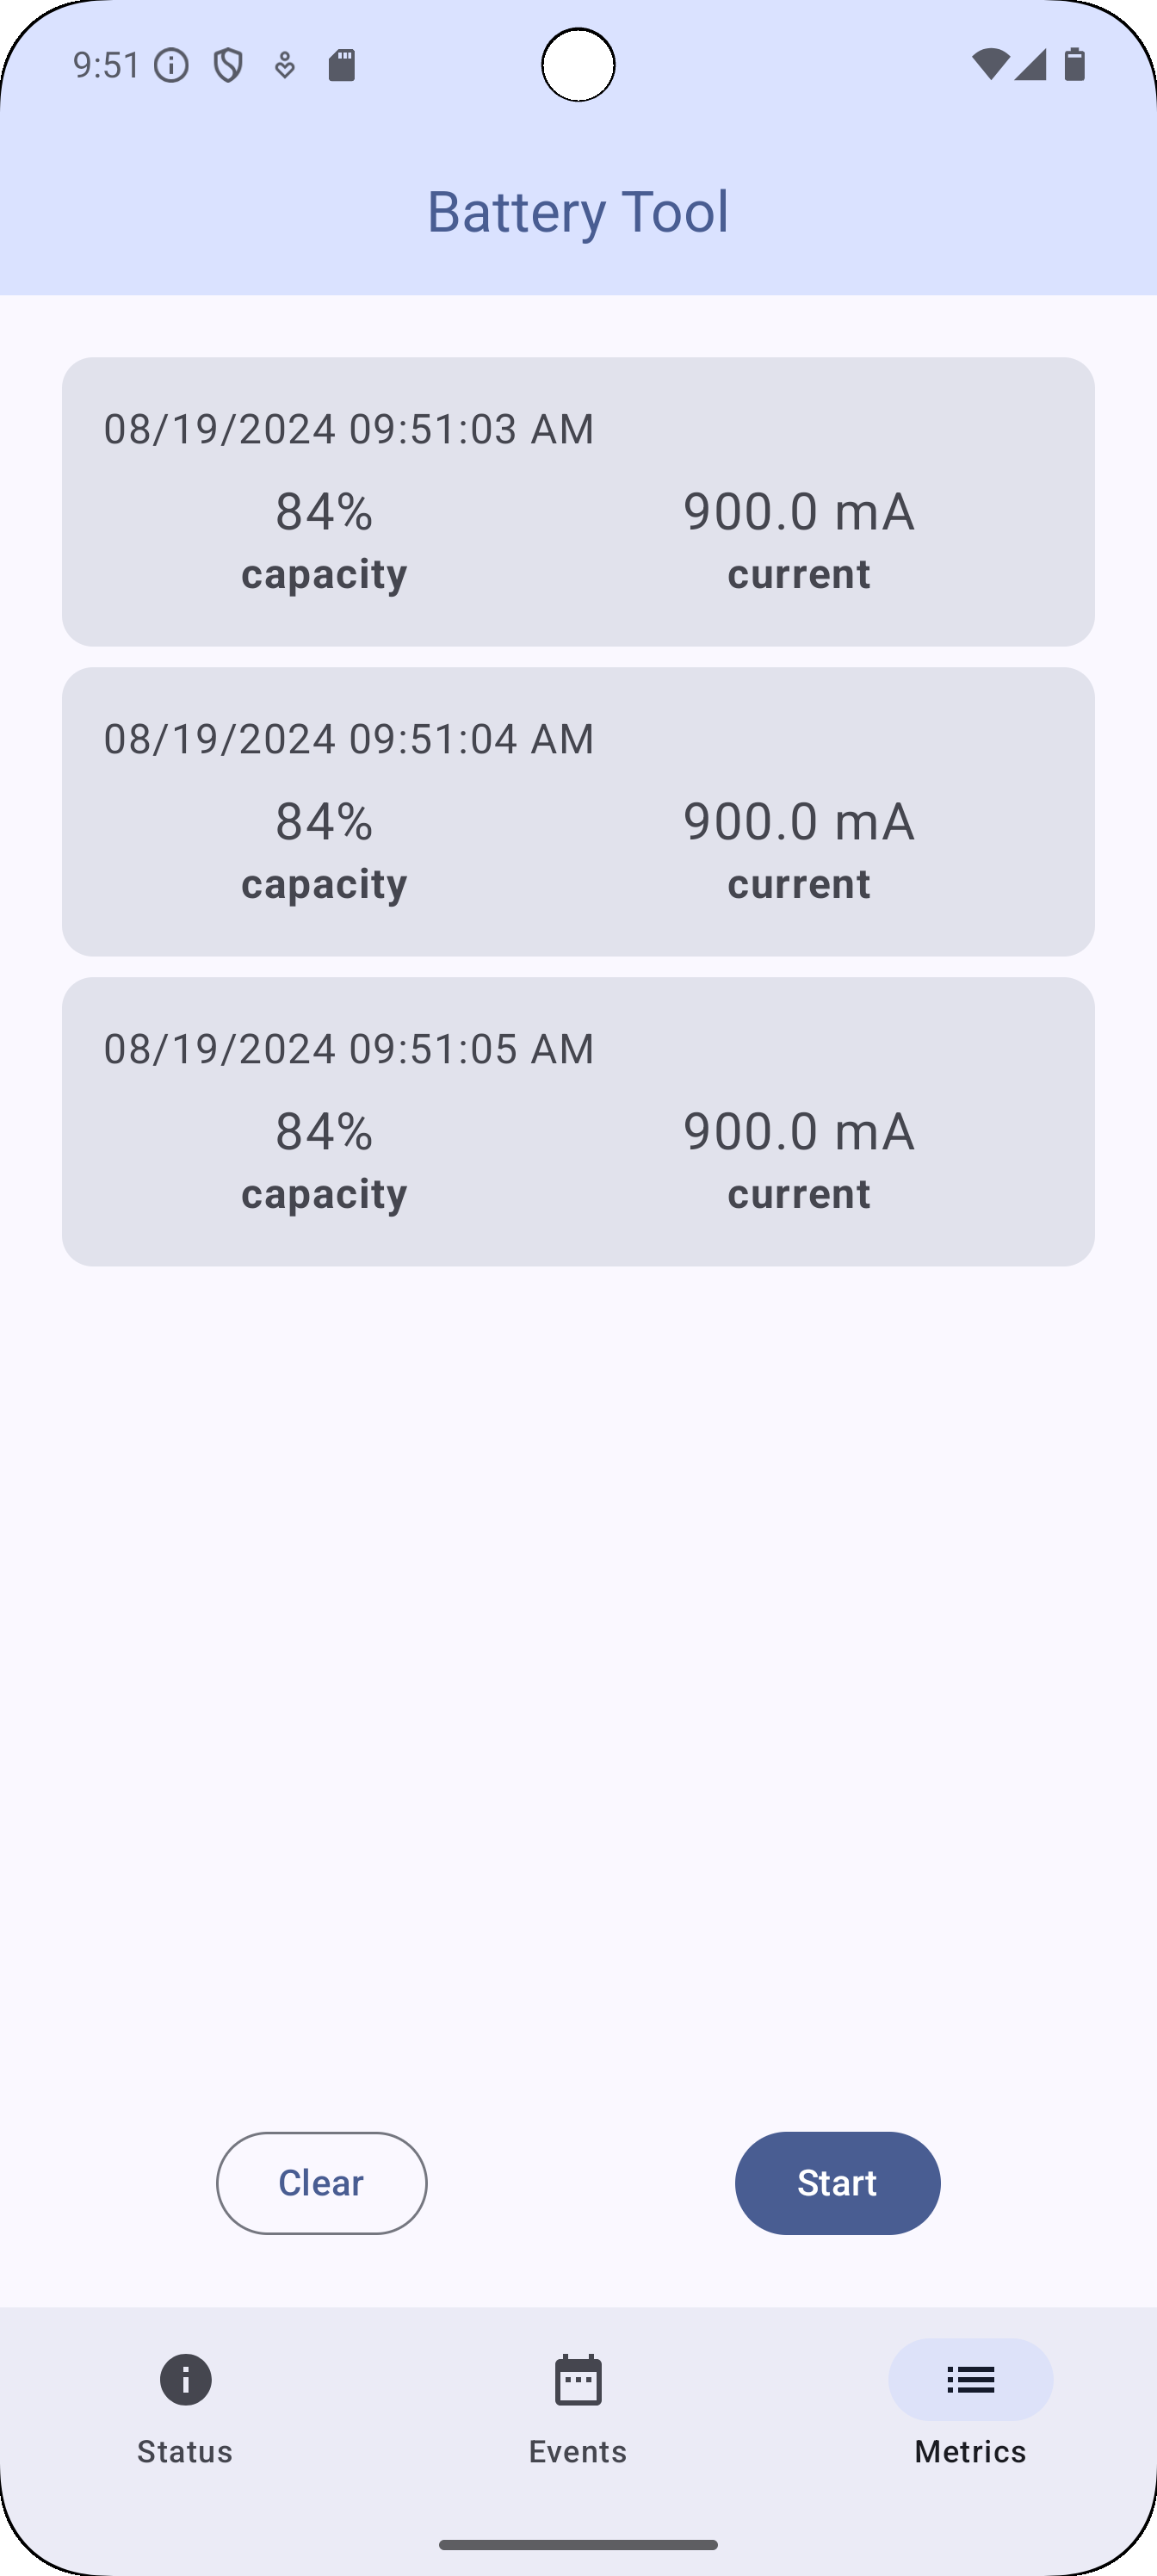 9:51
Battery Tool
08/19/2024 09:51:03 AM
84% 900.0 mA
capacity current
08/19/2024 09:51:04 AM
84% 900.0 mA
capacity current
08/19/2024 09:51:05 AM
84% 900.0 mA
capacity current
Clear Start
Status Events Metrics